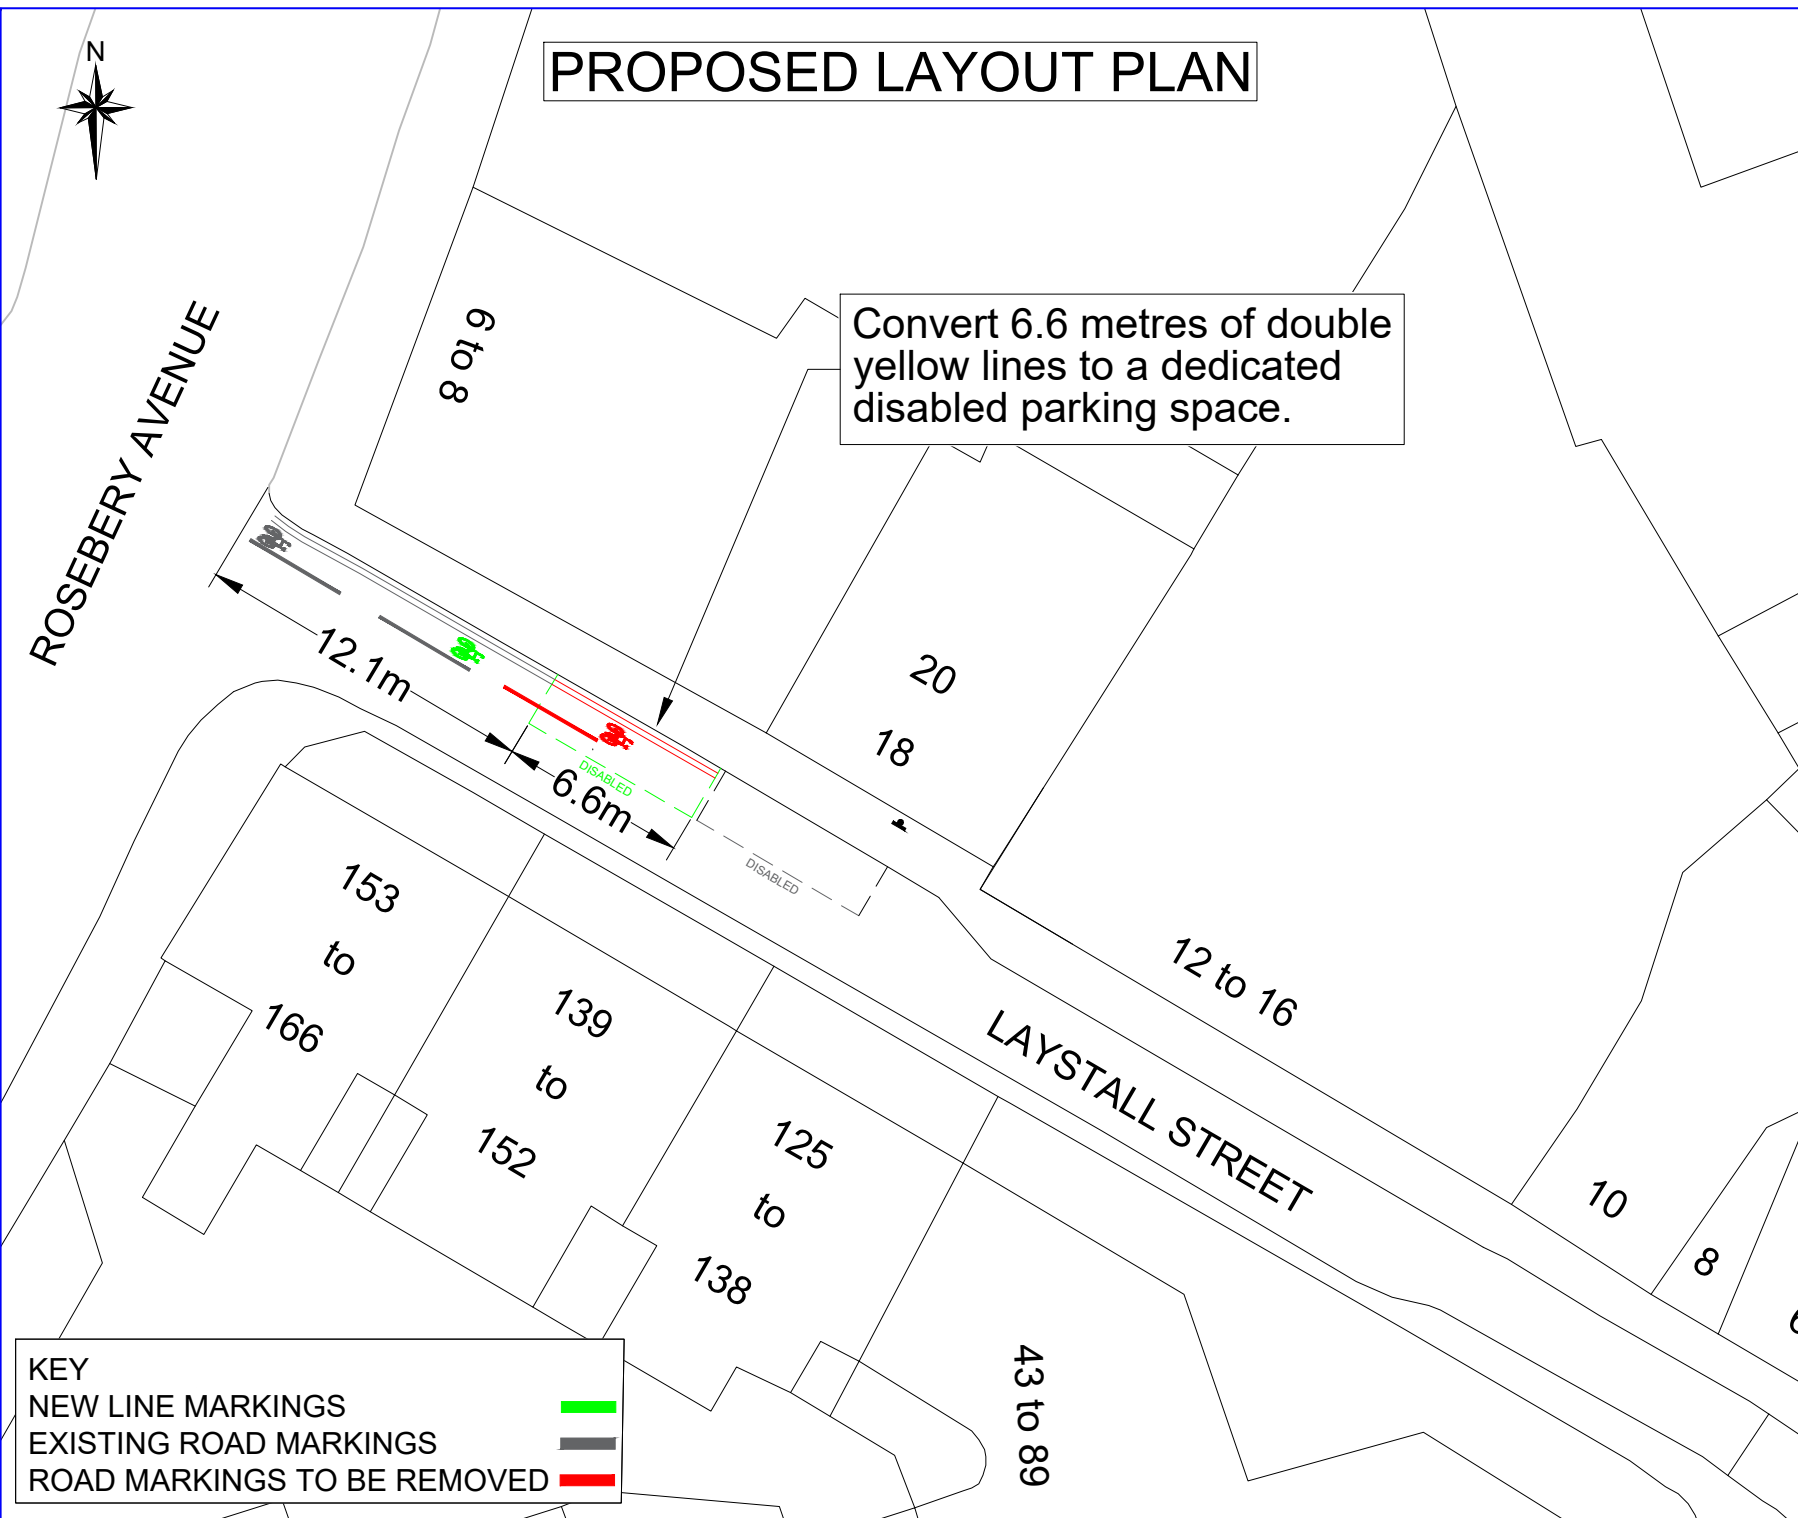 N
PROPOSED LAYOUT PLAN
ROSEBERY AVENUE
6 to 8
Convert 6.6 metres of double
yellow lines to a dedicated
disabled parking space.
12.1m
6.6m
DISABLED
DISABLED
20
18
12 to 16
LAYSTALL STREET
10
8
153
to
166
139
to
152
125
to
138
43 to 89
KEY
NEW LINE MARKINGS
EXISTING ROAD MARKINGS
ROAD MARKINGS TO BE REMOVED